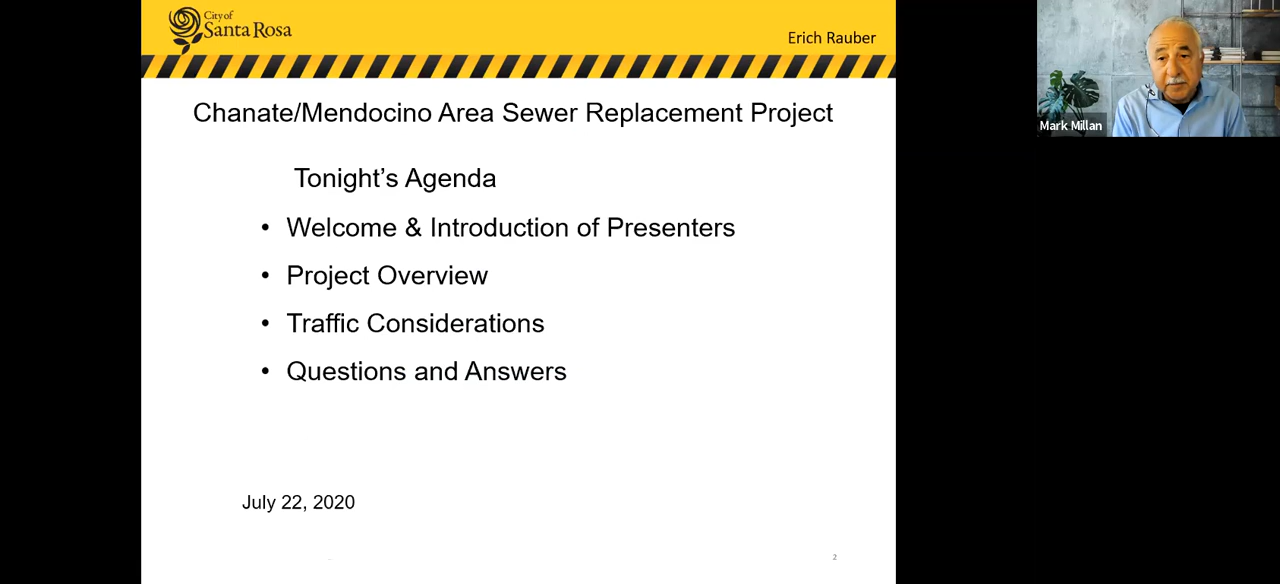 City of
Santa Rosa
Erich Rauber
Chanate/Mendocino Area Sewer Replacement Project
Tonight's Agenda
• Welcome & Introduction of Presenters
• Project Overview
• Traffic Considerations
• Questions and Answers
July 22, 2020
2
Mark Millan